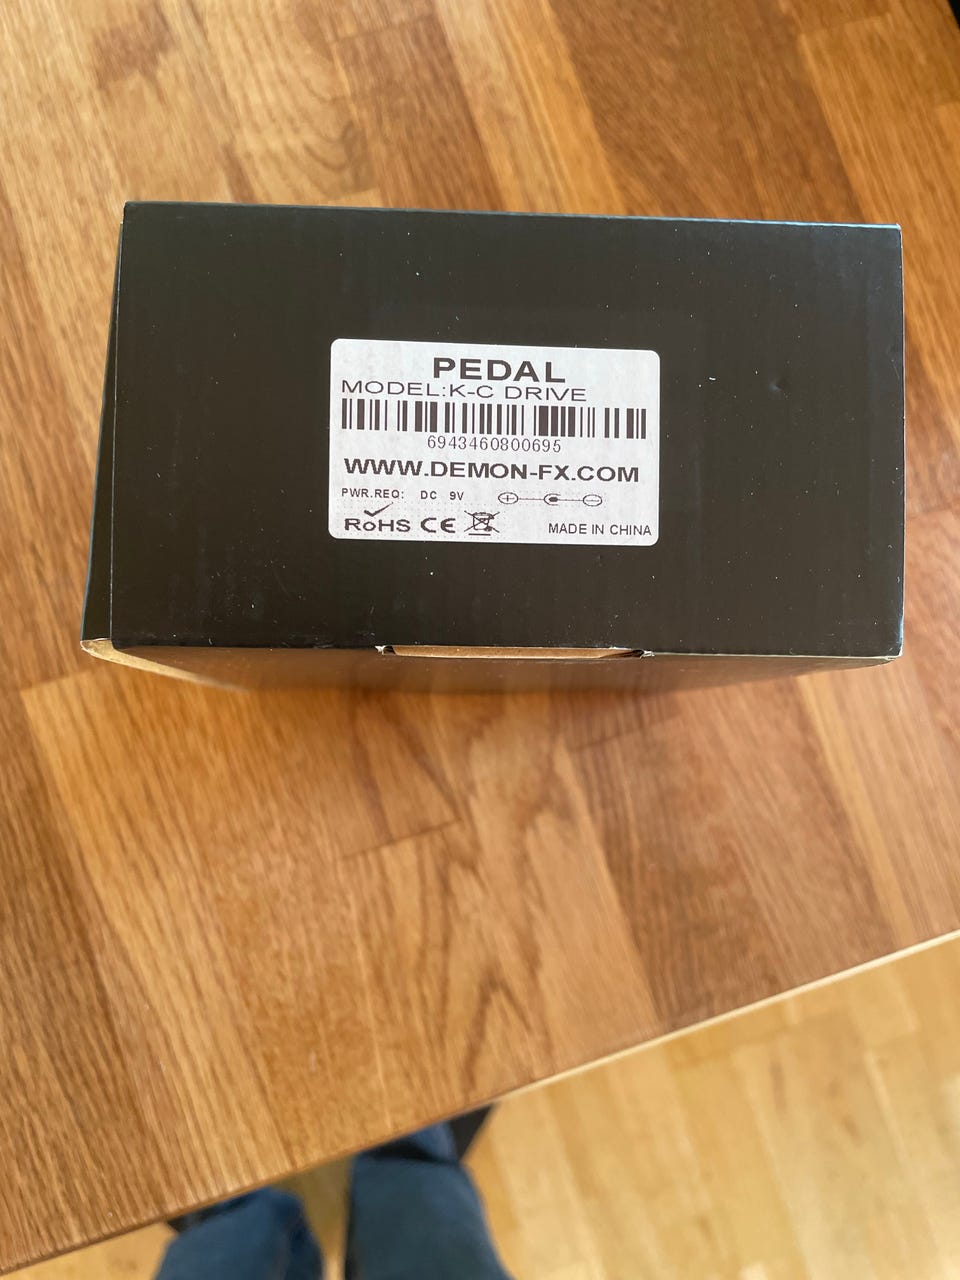 PEDAL
MODEL:K-C DRIVE
6943460800695
WWW.DEMON-FX.COM
PWR.REQ: DC 9V
RoHS CE MADE IN CHINA